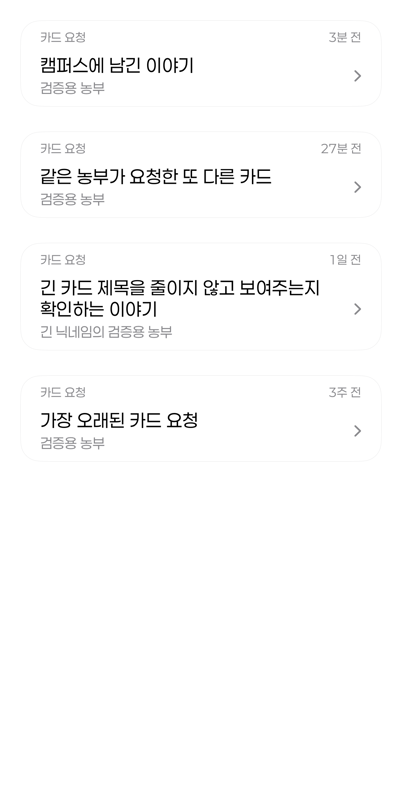 카드 요청
3분 전
캠퍼스에 남긴 이야기
검증용 농부
카드 요청
27분 전
같은 농부가 요청한 또 다른 카드
검증용 농부
카드 요청
1일 전
긴 카드 제목을 줄이지 않고 보여주는지
확인하는 이야기
긴 닉네임의 검증용 농부
카드 요청
3주 전
가장 오래된 카드 요청
검증용 농부